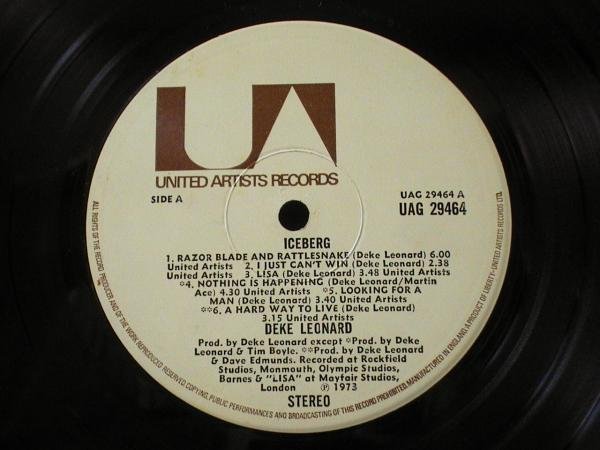 UA
UNITED ARTISTS RECORDS
SIDE A
UAG 29464 A
UAG 29464
ICEBERG
1. RAZOR BLADE AND RATTLESNAKE (Deke Leonard) 6.00
United Artists 2. I JUST CAN'T WIN (Deke Leonard) 2.38
United Artists 3. LISA (Deke Leonard) 3.48 United Artists
*4. NOTHING IS HAPPENING (Deke Leonard/Martin
Ace) 4.30 United Artists *5. LOOKING FOR A
MAN (Deke Leonard) 3.40 United Artists
**6. A HARD WAY TO LIVE (Deke Leonard)
3.15 United Artists
DEKE LEONARD
Prod. by Deke Leonard except *Prod. by Deke
Leonard & Tim Boyle. **Prod. by Deke Leonard
& Dave Edmunds. Recorded at Rockfield
Studios, Monmouth, Olympic Studios,
Barnes & "LISA" at Mayfair Studios,
London ℗ 1973
STEREO
ALL RIGHTS OF THE RECORD PRODUCER AND OF THE OWNER OF THE WORK REPRODUCED RESERVED. COPYING, PUBLIC PERFORMANCES AND BROADCASTING OF THIS RECORD PROHIBITED. MADE IN ENGLAND. A PRODUCT OF LIBERTY-UNITED ARTISTS RECORDS LTD.